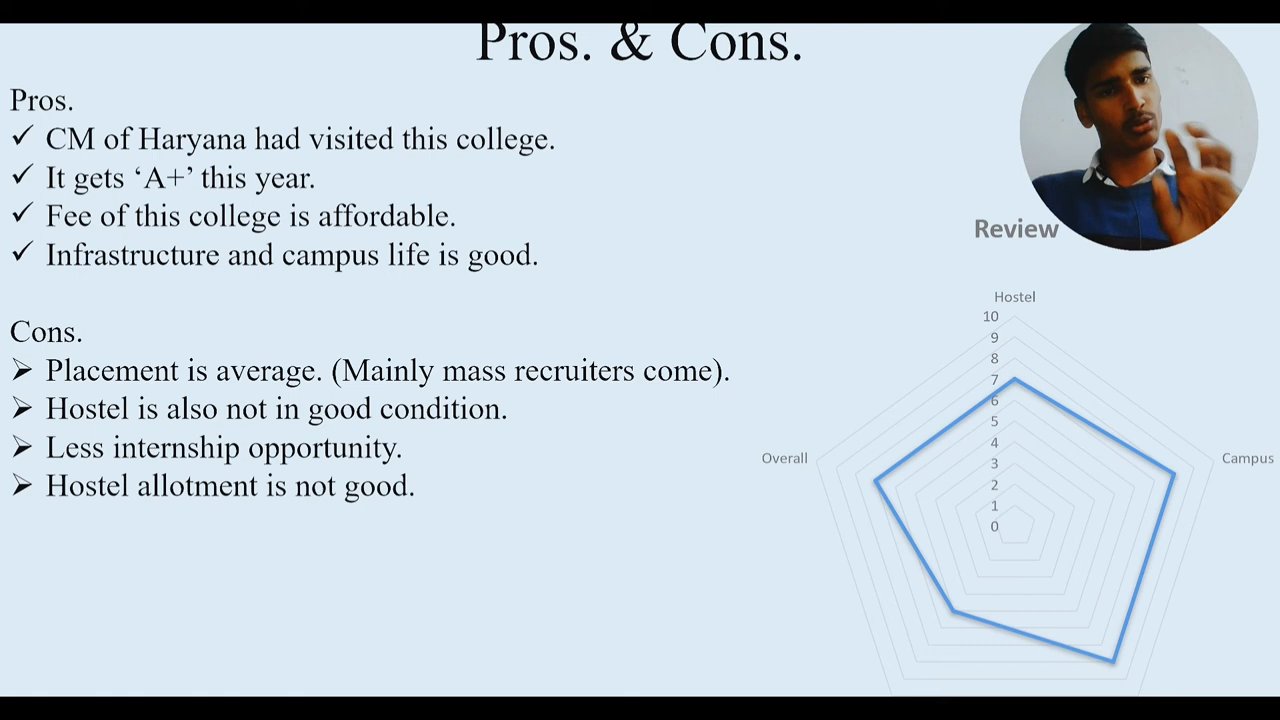 Pros. & Cons.
Pros.
✓ CM of Haryana had visited this college.
✓ It gets ‘A+’ this year.
✓ Fee of this college is affordable.
✓ Infrastructure and campus life is good.
Cons.
➢ Placement is average. (Mainly mass recruiters come).
➢ Hostel is also not in good condition.
➢ Less internship opportunity.
➢ Hostel allotment is not good.
Review
Hostel
10
9
8
7
6
5
4
3
2
1
0
Overall
Campus